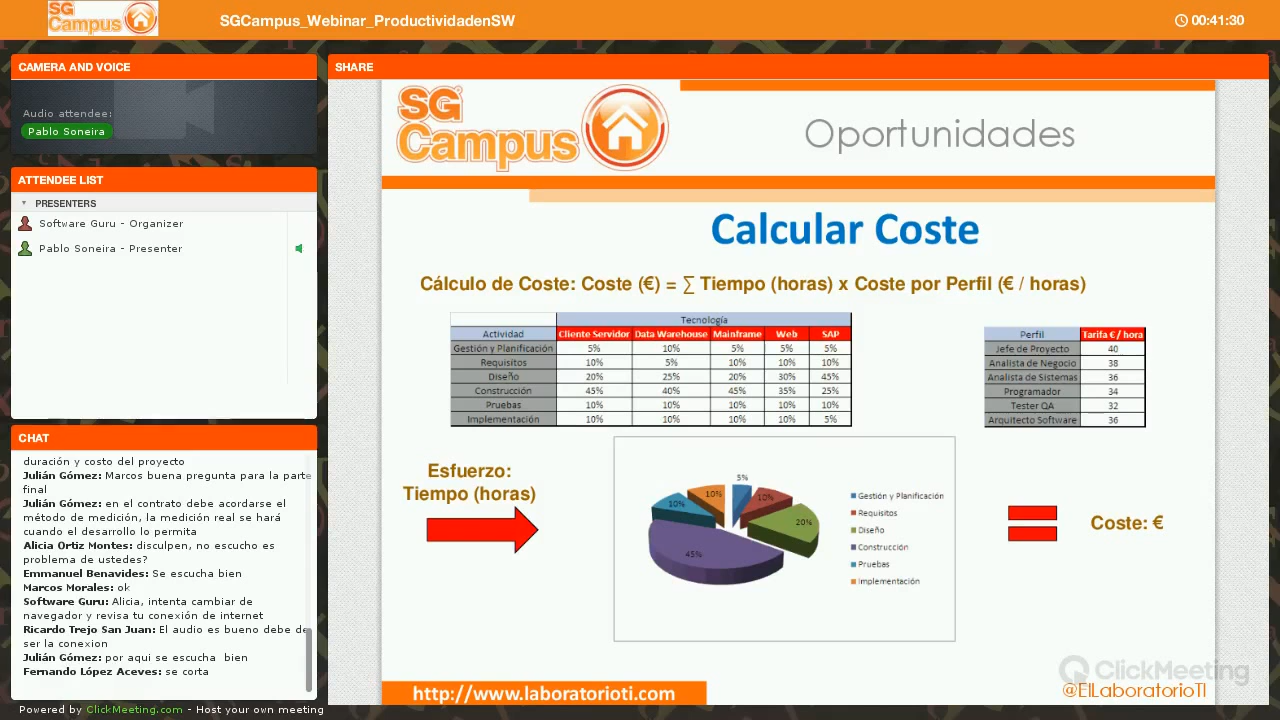 SG
Campus
SGCampus_Webinar_ProductividadenSW
00:41:30
CAMERA AND VOICE
Audio attendee:
Pablo Soneira
ATTENDEE LIST
PRESENTERS
Software Guru - Organizer
Pablo Soneira - Presenter
CHAT
duración y costo del proyecto
Julián Gómez: Marcos buena pregunta para la parte
final
Julián Gómez: en el contrato debe acordarse el
método de medición, la medición real se hará
cuando el desarrollo lo permita
Alicia Ortiz Montes: disculpen, no escucho es
problema de ustedes?
Emmanuel Benavides: Se escucha bien
Marcos Morales: ok
Software Guru: Alicia, intenta cambiar de
navegador y revisa tu conexión de internet
Ricardo Trejo San Juan: El audio es bueno debe de
ser la conexion
Julián Gómez: por aqui se escucha bien
Fernando López Aceves: se corta
Powered by ClickMeeting.com - Host your own meeting
SHARE
SG
Campus
Oportunidades
Calcular Coste
Cálculo de Coste: Coste (€) = ∑ Tiempo (horas) x Coste por Perfil (€ / horas)
Tecnología
Actividad Cliente Servidor Data Warehouse Mainframe Web SAP
Gestión y Planificación 5% 10% 5% 5% 5%
Requisitos 10% 5% 10% 10% 10%
Diseño 20% 25% 20% 30% 45%
Construcción 45% 40% 45% 35% 25%
Pruebas 10% 10% 10% 10% 10%
Implementación 10% 10% 10% 10% 5%
Perfil Tarifa € / hora
Jefe de Proyecto 40
Analista de Negocio 38
Analista de Sistemas 36
Programador 34
Tester QA 32
Arquitecto Software 36
Esfuerzo:
Tiempo (horas)
5%
10%
20%
45%
10%
10%
Gestión y Planificación
Requisitos
Diseño
Construcción
Pruebas
Implementación
Coste: €
ClickMeeting
http://www.laboratorioti.com
@ElLaboratorioTI